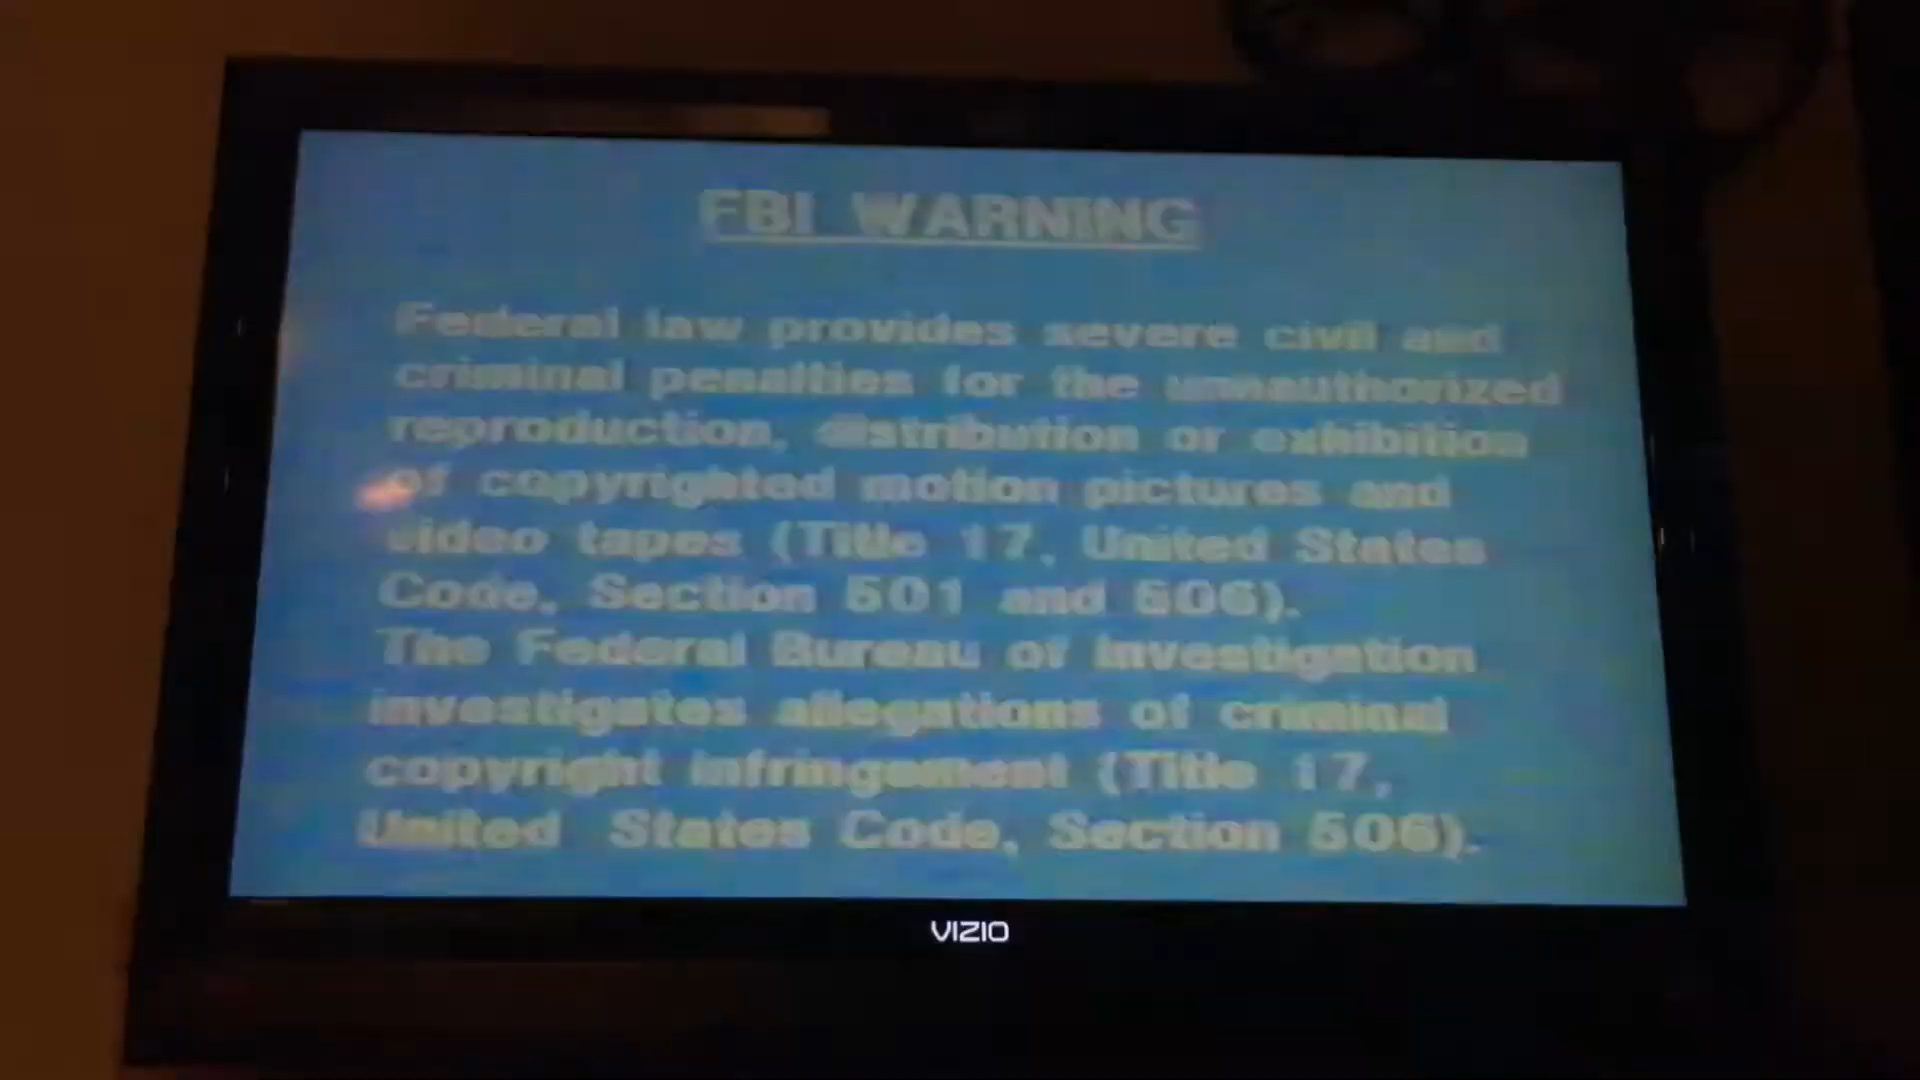 FBI WARNING
Federal law provides severe civil and
criminal penalties for the unnauthorized
reproduction, distribution or exhibition
of copyrighted motion pictures and
video tapes (Title 17, United States
Code, Section 501 and 506).
The Federal Bureau of Investigation
investigates allegations of criminal
copyright infringement (Title 17,
United States Code, Section 506).
VIZIO